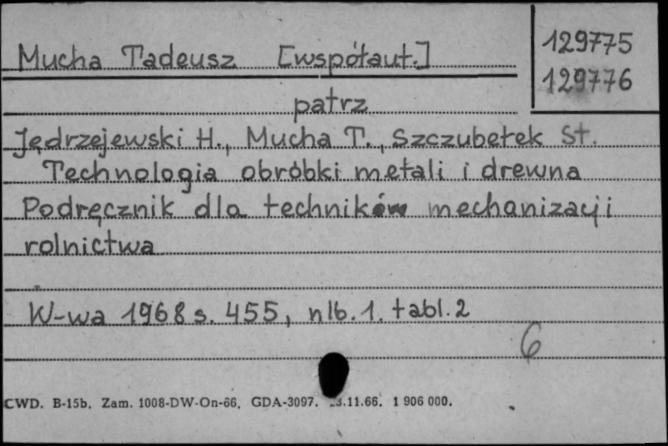 129775
Mucha Tadeusz [współaut.]
129776
patrz
Jędrzejewski H., Mucha T., Szczubełek St.
Technologia obróbki metali i drewna
Podręcznik dla techników mechanizacji
rolnictwa
W-wa 1968 s. 455, nlb. 1. tabl. 2
6
CWD. B-15b. Zam. 1008-DW-On-66. GDA-3097. 3.11.66. 1 906 000.